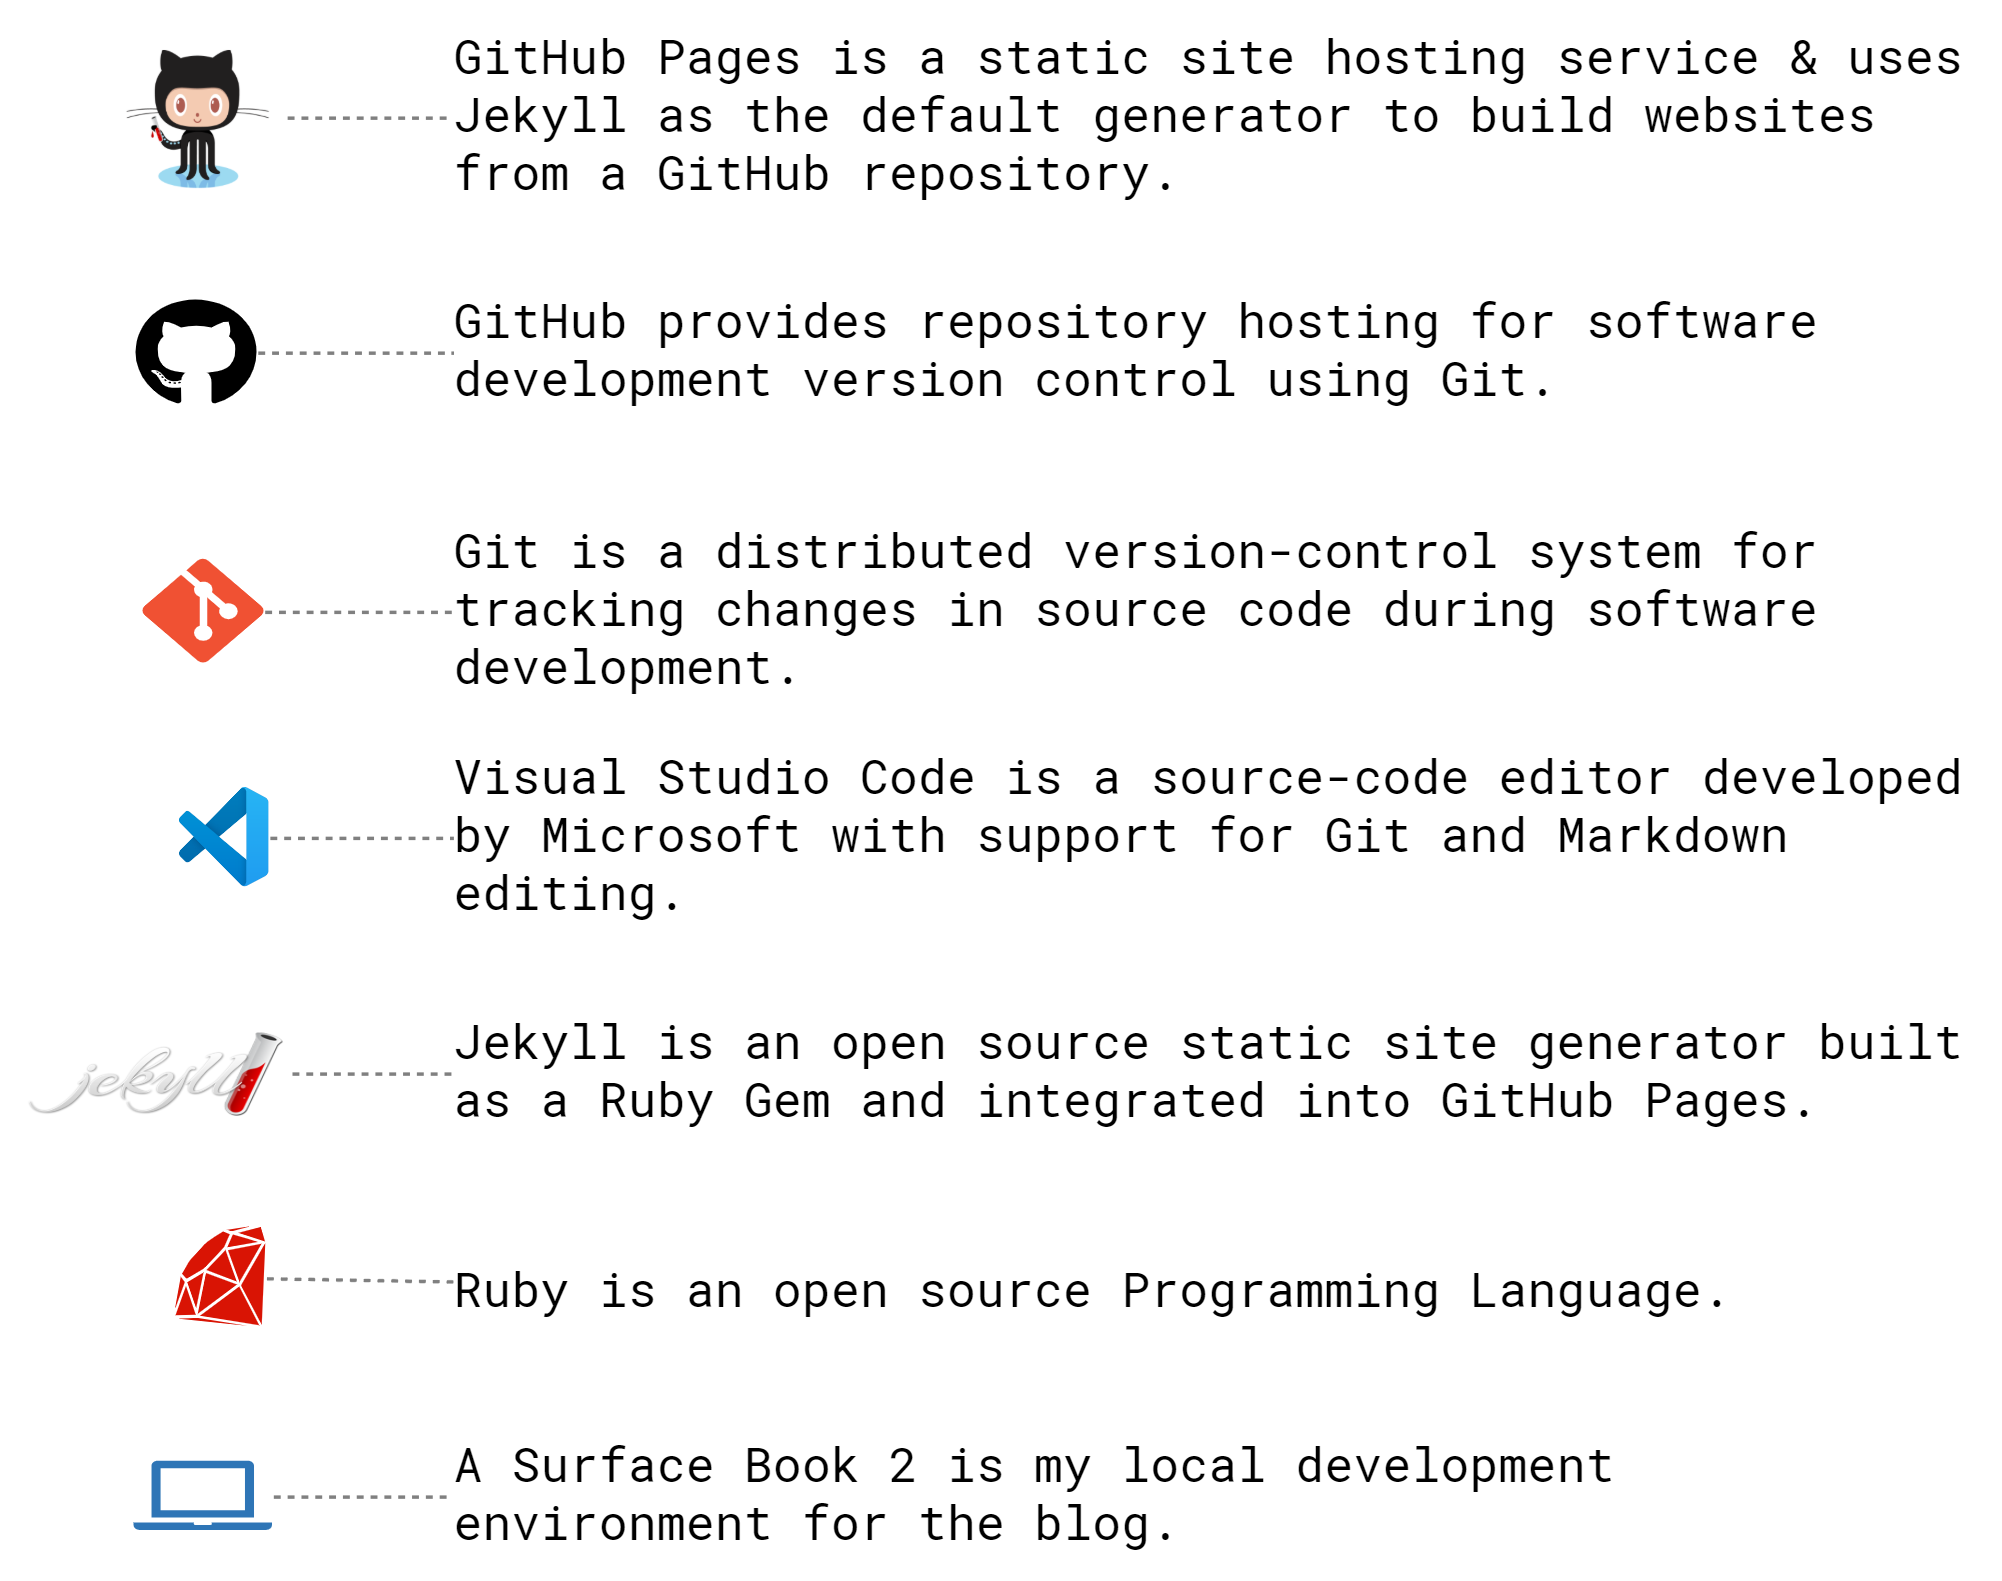 GitHub Pages is a static site hosting service & uses
Jekyll as the default generator to build websites
from a GitHub repository.
GitHub provides repository hosting for software
development version control using Git.
Git is a distributed version-control system for
tracking changes in source code during software
development.
Visual Studio Code is a source-code editor developed
by Microsoft with support for Git and Markdown
editing.
jekyll
Jekyll is an open source static site generator built
as a Ruby Gem and integrated into GitHub Pages.
Ruby is an open source Programming Language.
A Surface Book 2 is my local development
environment for the blog.